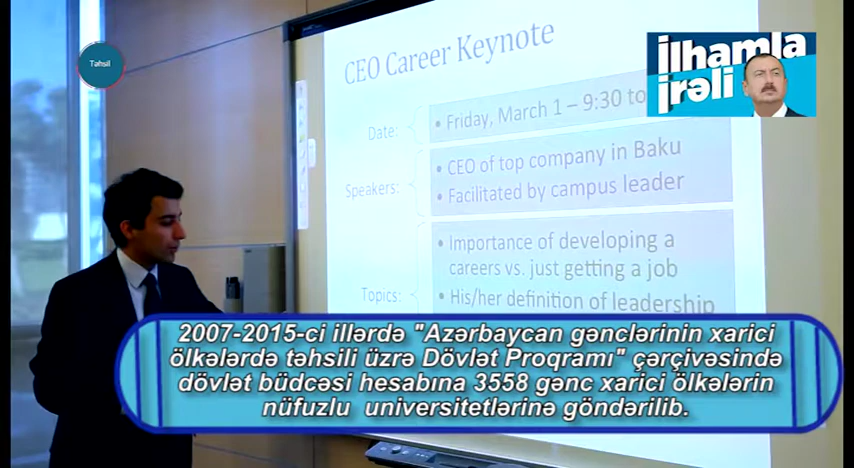 Təhsil
İlhamla
irəli
CEO Career Keynote
Date:
• Friday, March 1 – 9:30 to
Speakers:
• CEO of top company in Baku
• Facilitated by campus leader
Topics:
• Importance of developing a
careers vs. just getting a job
• His/her definition of leadership
2007-2015-ci illərdə "Azərbaycan gənclərinin xarici
ölkələrdə təhsili üzrə Dövlət Proqramı" çərçivəsində
dövlət büdcəsi hesabına 3558 gənc xarici ölkələrin
nüfuzlu universitetlərinə göndərilib.